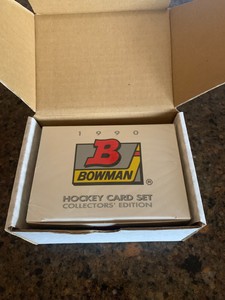 1990
B
BOWMAN
®
HOCKEY CARD SET
COLLECTORS' EDITION